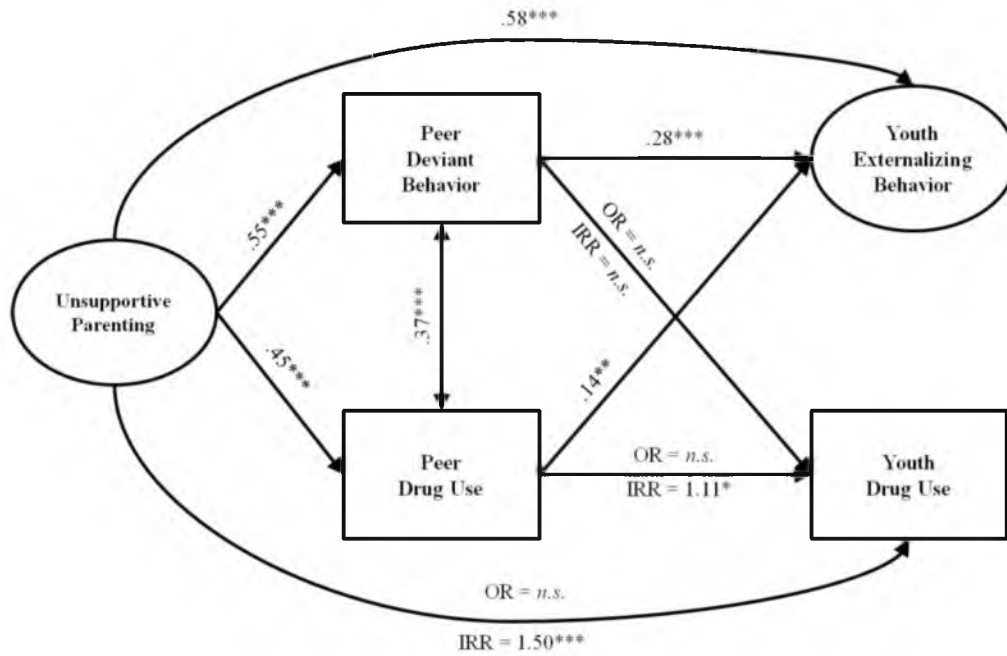 .58***
Peer
Deviant
Behavior
.28***
Youth
Externalizing
Behavior
.55***
OR = n.s.
IRR = n.s.
Unsupportive
Parenting
.37***
.45***
.14**
Peer
Drug Use
OR = n.s.
IRR = 1.11*
Youth
Drug Use
OR = n.s.
IRR = 1.50***